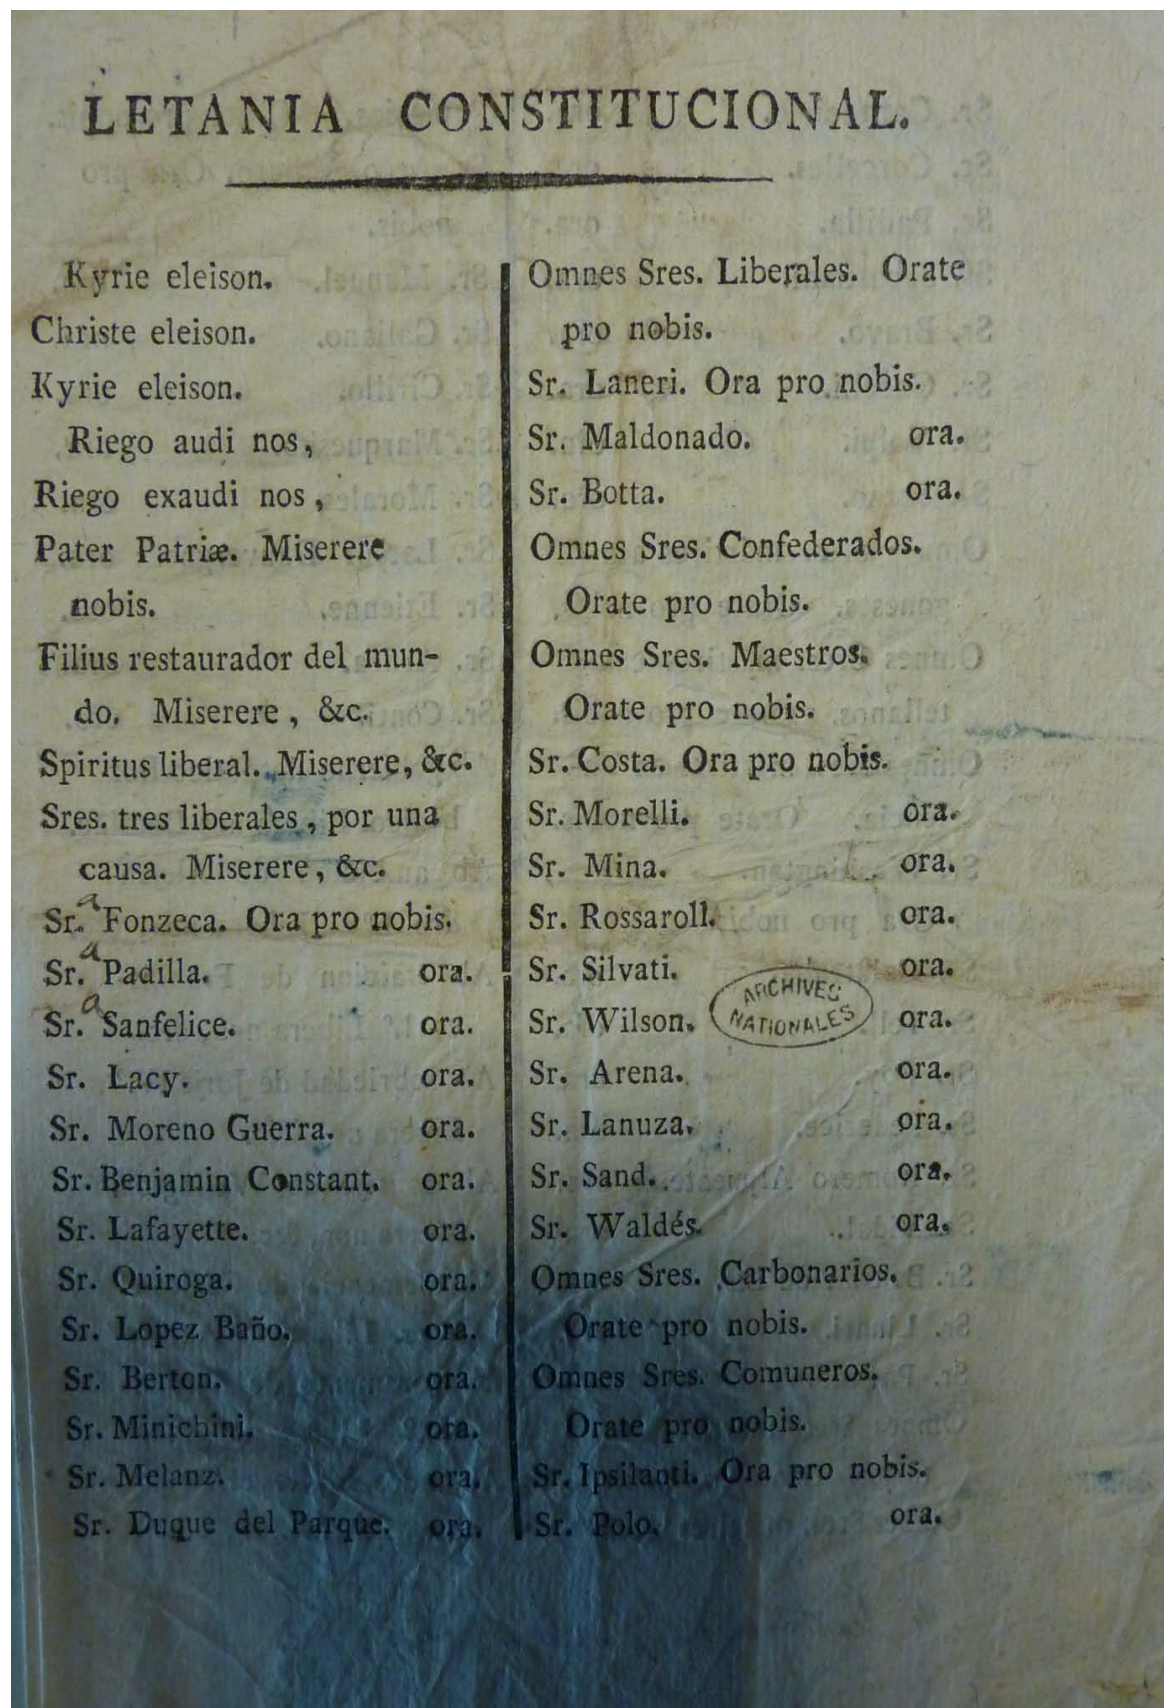 LETANIA CONSTITUCIONAL.
Kyrie eleison.
Christe eleison.
Kyrie eleison.
Riego audi nos,
Riego exaudi nos,
Pater Patriæ. Miserere
nobis.
Filius restaurador del mun-
do. Miserere, &c.
Spiritus liberal. Miserere, &c.
Sres. tres liberales, por una
causa. Miserere, &c.
Sr.ª Fonzeca. Ora pro nobis.
Sr.ª Padilla. ora.
Sr.ª Sanfelice. ora.
Sr. Lacy. ora.
Sr. Moreno Guerra. ora.
Sr. Benjamin Constant. ora.
Sr. Lafayette. ora.
Sr. Quiroga. ora.
Sr. Lopez Baño. ora.
Sr. Berton. ora.
Sr. Minichini. ora.
Sr. Melanz. ora.
Sr. Duque del Parque. ora.
Omnes Sres. Liberales. Orate
pro nobis.
Sr. Laneri. Ora pro nobis.
Sr. Maldonado. ora.
Sr. Botta. ora.
Omnes Sres. Confederados.
Orate pro nobis.
Omnes Sres. Maestros.
Orate pro nobis.
Sr. Costa. Ora pro nobis.
Sr. Morelli. ora.
Sr. Mina. ora.
Sr. Rossaroll. ora.
Sr. Silvati. ora.
Sr. Wilson. ora.
Sr. Arena. ora.
Sr. Lanuza. ora.
Sr. Sand. ora.
Sr. Waldés. ora.
Omnes Sres. Carbonarios.
Orate pro nobis.
Omnes Sres. Comuneros.
Orate pro nobis.
Sr. Ipsilanti. Ora pro nobis.
Sr. Polo. ora.
ARCHIVES
NATIONALES